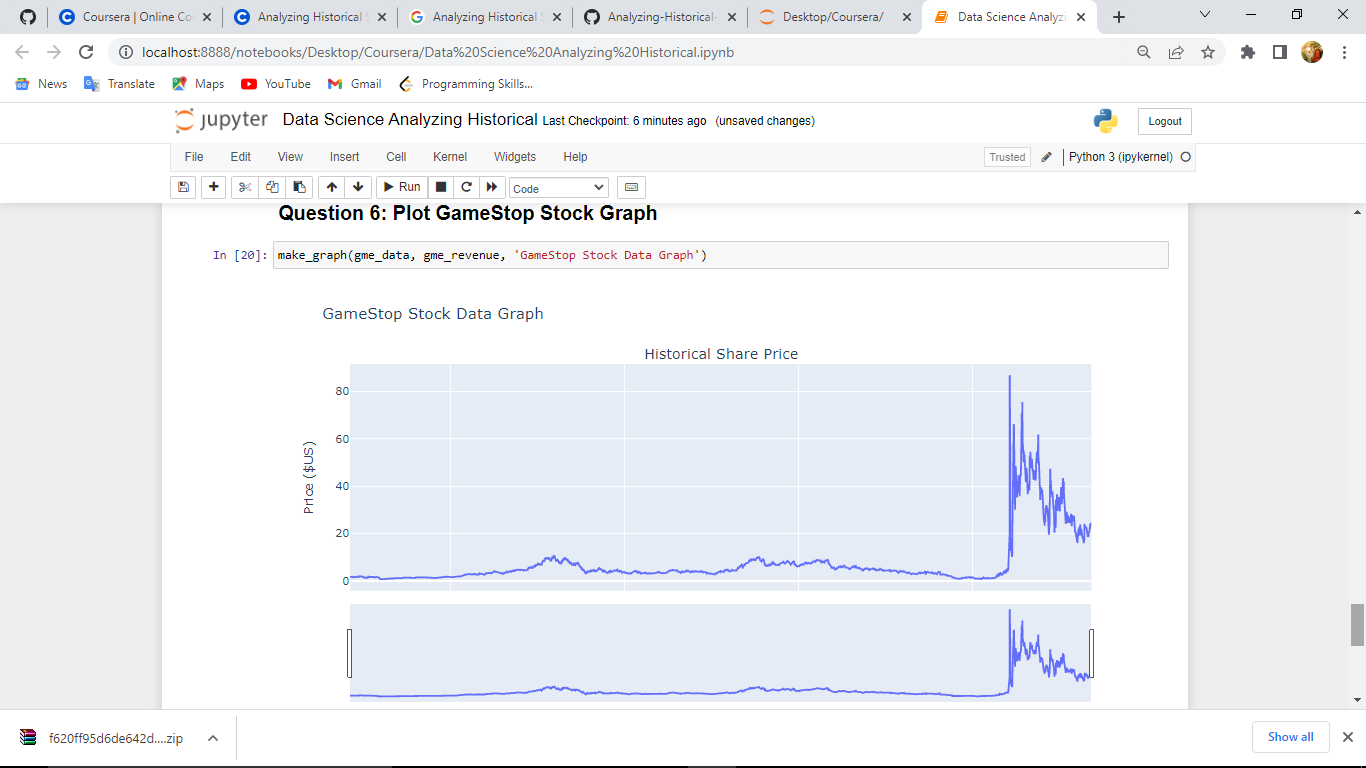 Coursera | Online Co
Analyzing Historical S
Analyzing Historical S
Analyzing-Historical-
Desktop/Coursera/
Data Science Analyzi
localhost:8888/notebooks/Desktop/Coursera/Data%20Science%20Analyzing%20Historical.ipynb
News
Translate
Maps
YouTube
Gmail
Programming Skills...
jupyter
Data Science Analyzing Historical Last Checkpoint: 6 minutes ago (unsaved changes)
Logout
File
Edit
View
Insert
Cell
Kernel
Widgets
Help
Trusted
Python 3 (ipykernel)
Run
Code
Question 6: Plot GameStop Stock Graph
In [20]: make_graph(gme_data, gme_revenue, 'GameStop Stock Data Graph')
GameStop Stock Data Graph
Historical Share Price
Price ($US)
80
60
40
20
0
f620ff95d6de642d....zip
Show all